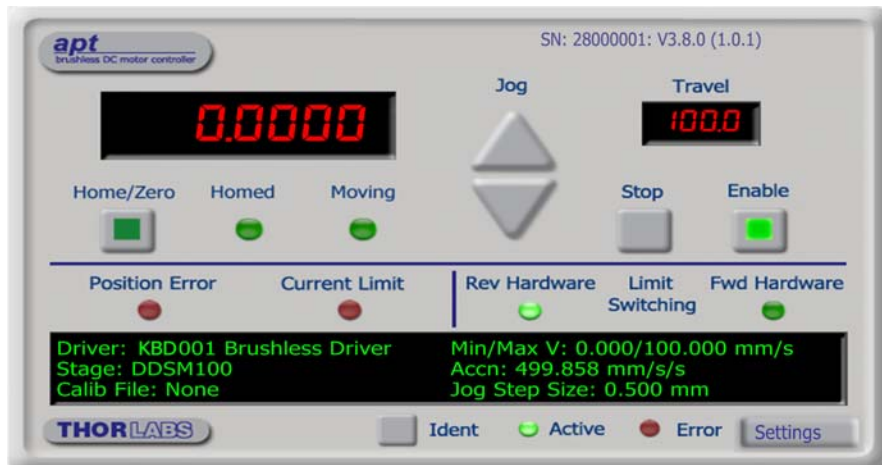 apt
brushless DC motor controller
SN: 28000001: V3.8.0 (1.0.1)
Jog
Travel
0.0000
100.0
Home/Zero
Homed
Moving
Stop
Enable
Position Error
Current Limit
Rev Hardware
Limit
Switching
Fwd Hardware
Driver: KBD001 Brushless Driver
Stage: DDSM100
Calib File: None
Min/Max V: 0.000/100.000 mm/s
Accn: 499.858 mm/s/s
Jog Step Size: 0.500 mm
THORLABS
Ident
Active
Error
Settings